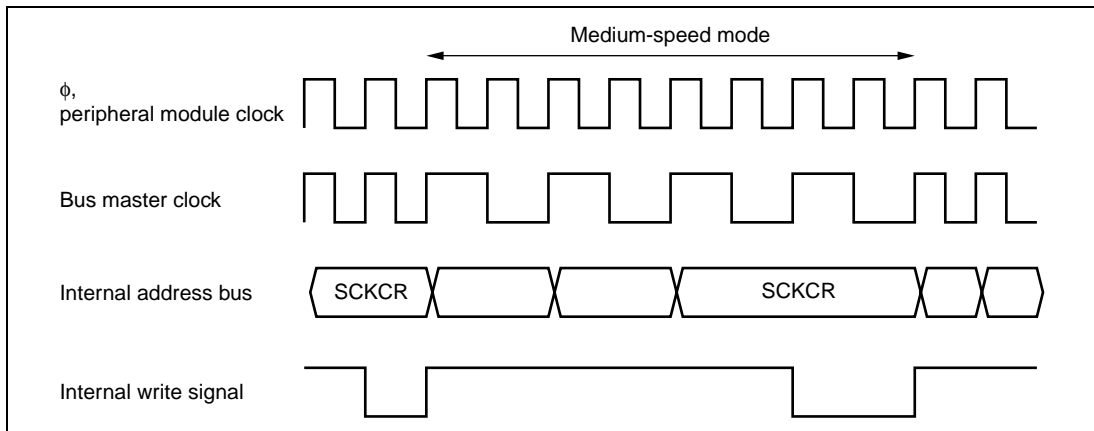 Medium-speed mode
ϕ,
peripheral module clock
Bus master clock
Internal address bus
SCKCR
SCKCR
Internal write signal